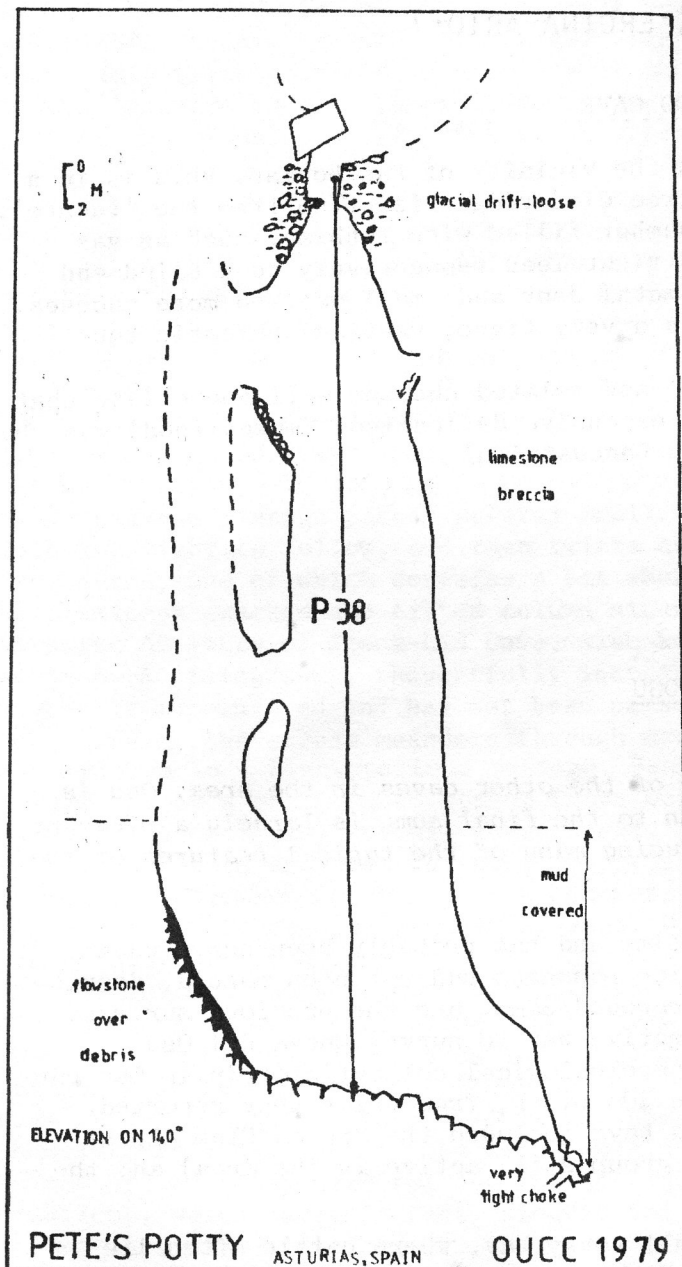 0
M
2
glacial drift-loose
limestone
breccia
P38
mud
covered
flowstone
over
debris
ELEVATION ON 140°
very
tight choke
PETE'S POTTY ASTURIAS, SPAIN OUCC 1979